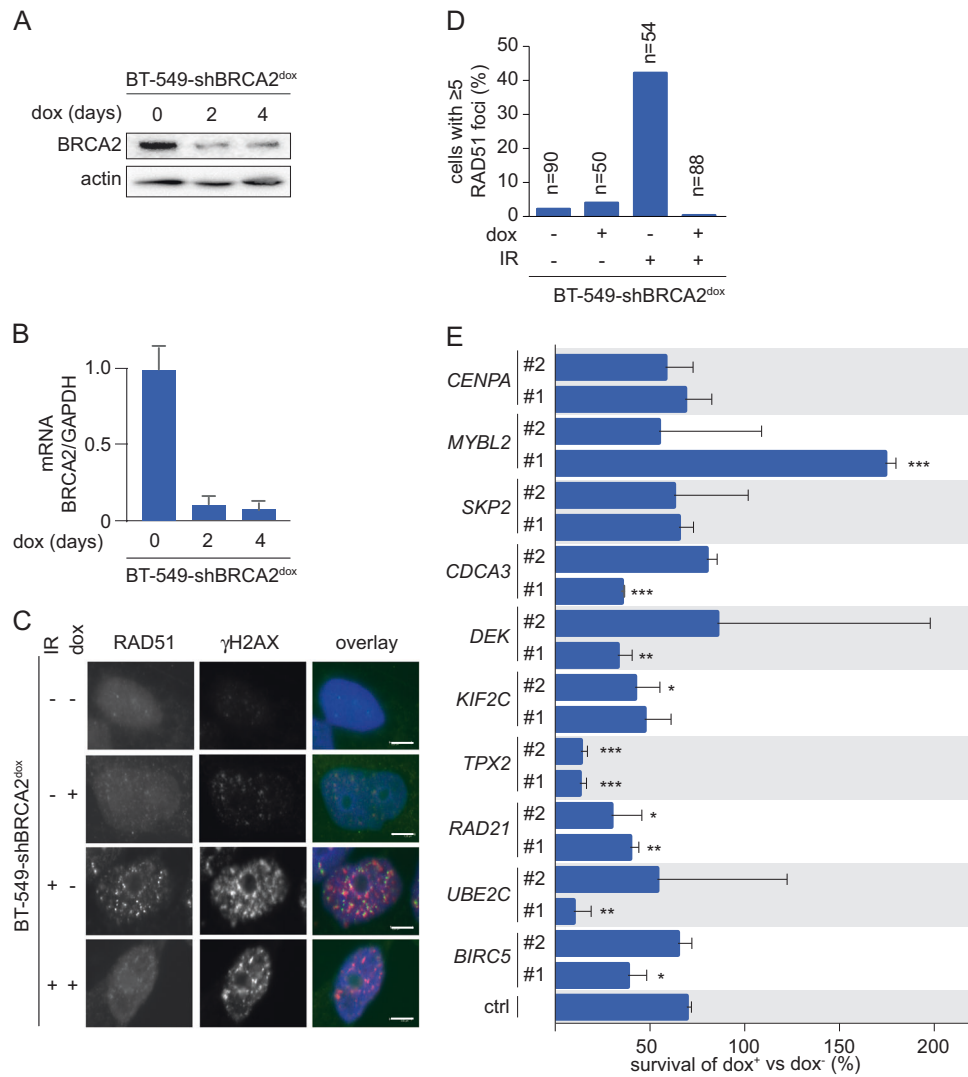 A
BT-549-shBRCA2dox
dox (days) 0 2 4
BRCA2
actin
B
mRNA
BRCA2/GAPDH
1.0
0.5
0
dox (days) 0 2 4
BT-549-shBRCA2dox
C
IR dox RAD51 γH2AX overlay
- -
- +
+ -
+ +
BT-549-shBRCA2dox
D
cells with ≥5
RAD51 foci (%)
50
40
30
20
10
0
n=90 n=50 n=54 n=88
dox - + - +
IR - - + +
BT-549-shBRCA2dox
E
CENPA #2
#1
MYBL2 #2
#1 ***
SKP2 #2
#1
CDCA3 #2
#1 ***
DEK #2
#1 **
KIF2C #2 *
#1
TPX2 #2 ***
#1 ***
RAD21 #2 *
#1 **
UBE2C #2
#1 **
BIRC5 #2
#1 *
ctrl
50 100 150 200
survival of dox+ vs dox- (%)